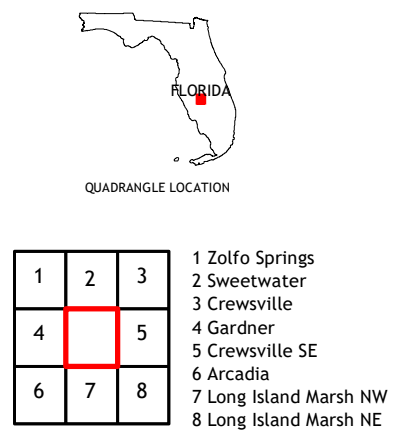 FLORIDA
QUADRANGLE LOCATION
1 2 3
4 5
6 7 8
1 Zolfo Springs
2 Sweetwater
3 Crewsville
4 Gardner
5 Crewsville SE
6 Arcadia
7 Long Island Marsh NW
8 Long Island Marsh NE